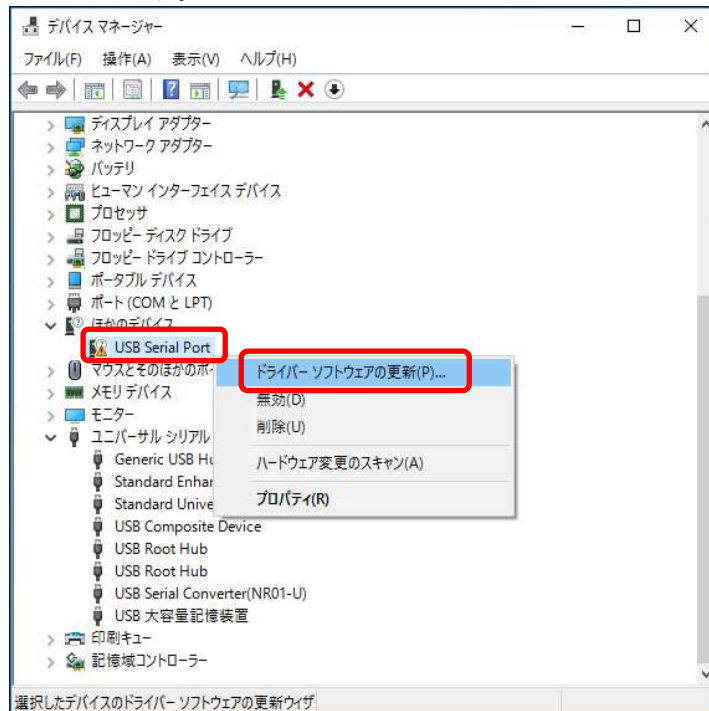 デバイス マネージャー
ファイル(F) 操作(A) 表示(V) ヘルプ(H)
ディスプレイ アダプター
ネットワーク アダプター
バッテリ
ヒューマン インターフェイス デバイス
プロセッサ
フロッピー ディスク ドライブ
フロッピー ドライブ コントローラー
ポータブル デバイス
ポート (COM と LPT)
ほかのデバイス
USB Serial Port
マウスとそのほかのポ
ドライバー ソフトウェアの更新(P)...
メモリ デバイス
無効(D)
モニター
削除(U)
ユニバーサル シリアル
Generic USB Hu
ハードウェア変更のスキャン(A)
Standard Enhan
Standard Unive
プロパティ(R)
USB Composite Device
USB Root Hub
USB Root Hub
USB Serial Converter(NR01-U)
USB 大容量記憶装置
印刷キュー
記憶域コントローラー
選択したデバイスのドライバー ソフトウェアの更新ウィザ